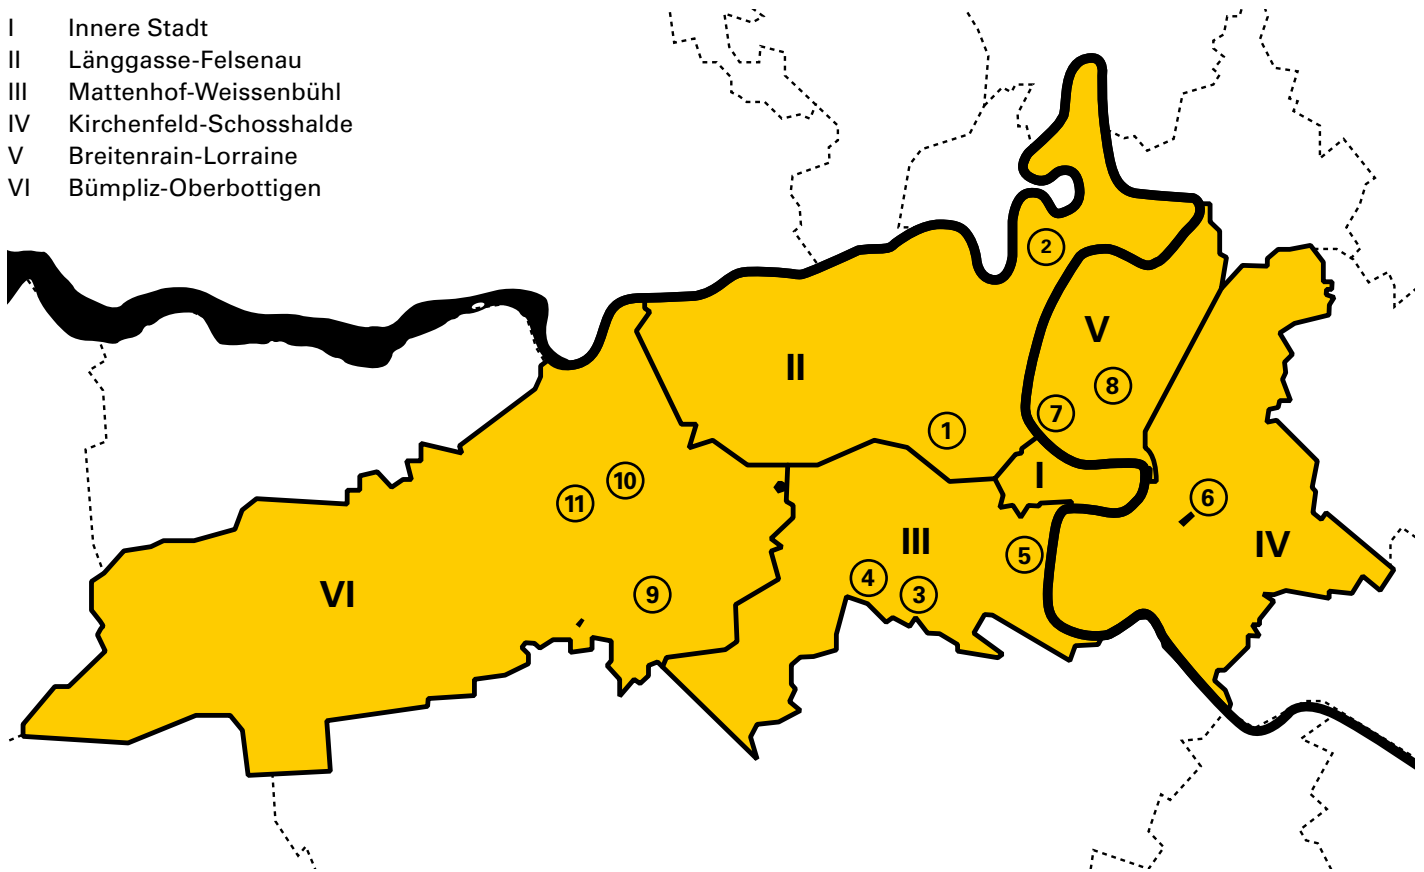 I Innere Stadt
II Länggasse-Felsenau
III Mattenhof-Weissenbühl
IV Kirchenfeld-Schosshalde
V Breitenrain-Lorraine
VI Bümpliz-Oberbottigen
2
V
II
8
7
1
I
10
11
6
III
5
IV
4
3
VI
9